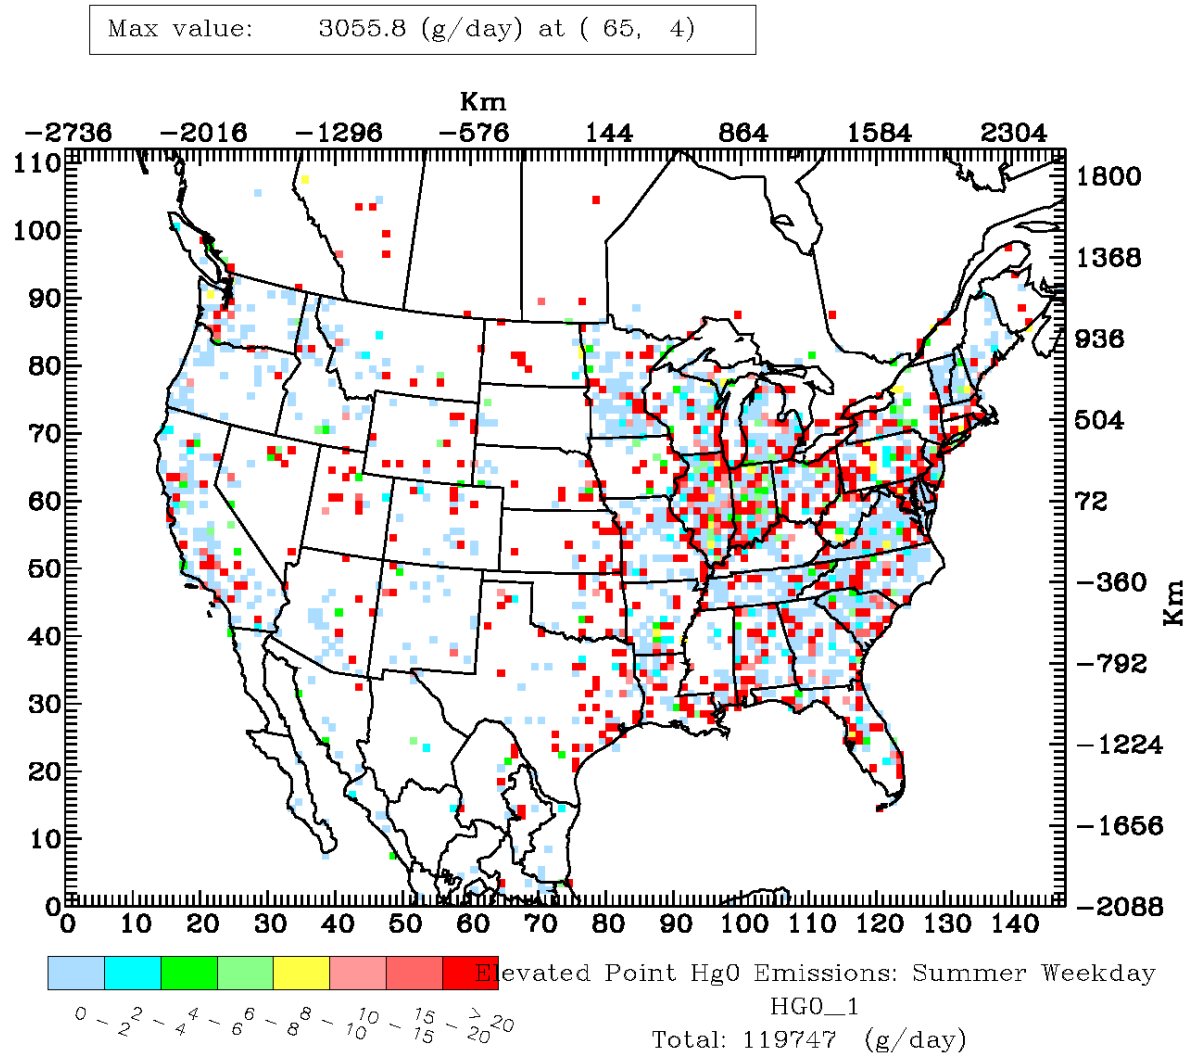 Max value: 3055.8 (g/day) at ( 65, 4)
Km
-2736 -2016 -1296 -576 144 864 1584 2304
110
100
90
80
70
60
50
40
30
20
10
0
1800
1368
936
504
72
-360
-792
-1224
-1656
-2088
Km
0 10 20 30 40 50 60 70 80 90 100 110 120 130 140
0 - 2
2 - 4
4 - 6
6 - 8
8 - 10
10 - 15
15 - 20
> 20
Elevated Point Hg0 Emissions: Summer Weekday
HG0_1
Total: 119747 (g/day)